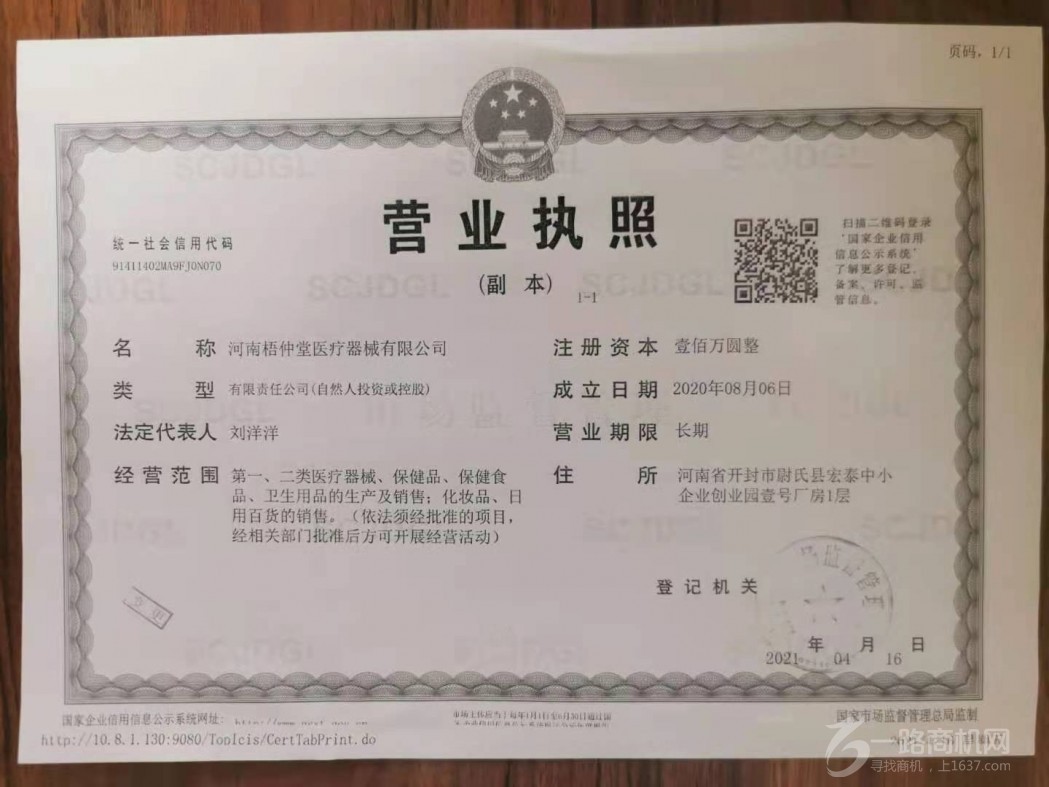 页码，1/1
营业执照
（副 本）
1-1
统一社会信用代码
91411402MA9FJ0N070
扫描二维码登录
"国家企业信用
信息公示系统"
了解更多登记、
备案、许可、监
管信息。
名 称 河南梧仲堂医疗器械有限公司
类 型 有限责任公司(自然人投资或控股)
法定代表人 刘洋洋
经营范围 第一、二类医疗器械、保健品、保健食
品、卫生用品的生产及销售；化妆品、日
用百货的销售。（依法须经批准的项目，
经相关部门批准后方可开展经营活动）
注册资本 壹佰万圆整
成立日期 2020年08月06日
营业期限 长期
住 所 河南省开封市尉氏县宏泰中小
企业创业园壹号厂房1层
登记机关
年 月 日
2021 04 16
国家企业信用信息公示系统网址：
国家市场监督管理总局监制
http://10.8.1.130:9080/TopIcis/CertTabPrint.do
一路商机网
寻找商机，上1637.com
SCJDGL